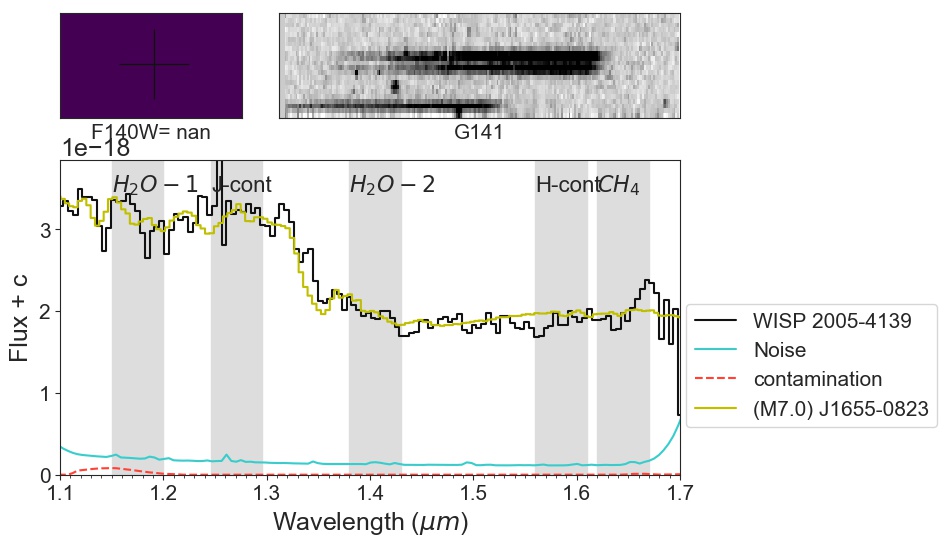 F140W= nan
G141
1e−18
H₂O − 1
J-cont
H₂O − 2
H-cont
CH₄
3
2
1
0
Flux + c
1.1
1.2
1.3
1.4
1.5
1.6
1.7
Wavelength (μm)
WISP 2005-4139
Noise
contamination
(M7.0) J1655-0823